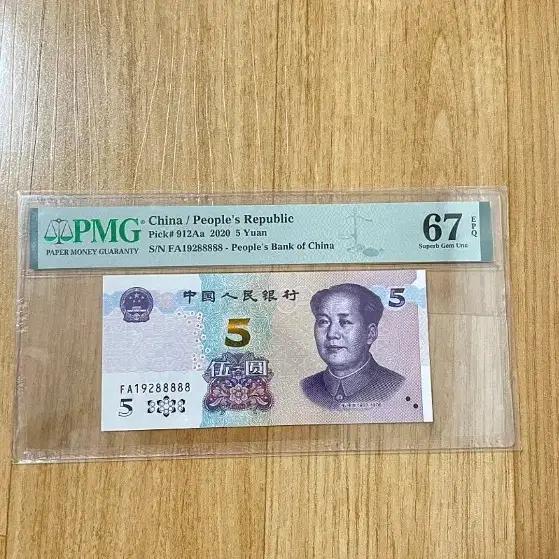 PMG
PAPER MONEY GUARANTY
China / People's Republic
Pick# 912Aa 2020 5 Yuan
S/N FA19288888 - People's Bank of China
67
EPQ
Superb Gem Unc
中国人民银行
5
5
伍圆
FA19288888
5